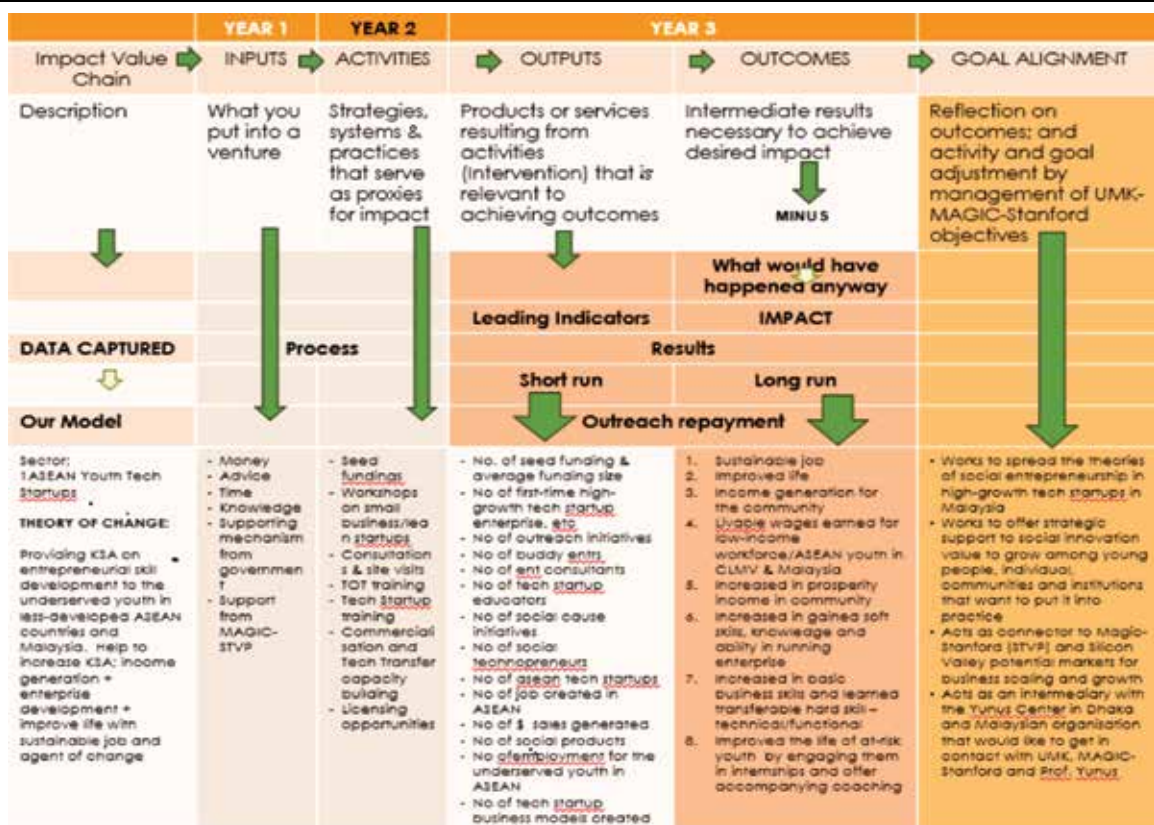 YEAR 1
YEAR 2
YEAR 3
Impact Value
Chain
INPUTS
ACTIVITIES
OUTPUTS
OUTCOMES
GOAL ALIGNMENT
Description
What you
put into a
venture
Strategies,
systems &
practices
that serve
as proxies
for impact
Products or services
resulting from
activities
(Intervention) that is
relevant to
achieving outcomes
Intermediate results
necessary to achieve
desired impact
MINUS
Reflection on
outcomes; and
activity and goal
adjustment by
management of UMK-
MAGIC-Stanford
objectives
What would have
happened anyway
Leading Indicators
IMPACT
DATA CAPTURED
Process
Results
Short run
Long run
Our Model
Outreach repayment
Sector:
1ASEAN Youth Tech
Startups
THEORY OF CHANGE:
Providing KSA on
entrepreneurial skill
development to the
underserved youth in
less-developed ASEAN
countries and
Malaysia. Help to
increase KSA; income
generation +
enterprise
development +
improve life with
sustainable job and
agent of change
- Money
- Advice
- Time
- Knowledge
- Supporting
mechanism
from
governmen
t
- Support
from
MAGIC-
STVP
- Seed
fundings
- Workshops
on small
business/lea
n startups
- Consultation
s & site visits
- TOT training
- Tech Startup
training
- Commerciali
sation and
Tech Transfer
capacity
building
- Licensing
opportunities
- No. of seed funding &
average funding size
- No of first-time high-
growth tech startup
enterprise, etc
- No of outreach initiatives
- No of buddy entrs
- No of ent consultants
- No of tech startup
educators
- No of social cause
initiatives
- No of social
technopreneurs
- No of asean tech startups
- No of job created in
ASEAN
- No of $ sales generated
- No of social products
- No ofemployment for the
underserved youth in
ASEAN
- No of tech startup
business models created
1. Sustainable job
2. Improved life
3. Income generation for
the community
4. Livable wages earned for
low-income
workforce/ASEAN youth in
CLMV & Malaysia
5. Increased in prosperity
income in community
6. Increased in gained soft
skills, knowledge and
ability in running
enterprise
7. Increased in basic
business skills and learned
transferable hard skill –
technical/functional
8. Improved the life of at-risk
youth by engaging them
in internships and offer
accompanying coaching
• Works to spread the theories
of social entrepreneurship in
high-growth tech startups in
Malaysia
• Works to offer strategic
support to social innovation
value to grow among young
people, individual,
communities and institutions
that want to put it into
practice
• Acts as connector to Magic-
Stanford (STVP) and Silicon
Valley potential markets for
business scaling and growth
• Acts as an intermediary with
the Yunus Center in Dhaka
and Malaysian organisation
that would like to get in
contact with UMK, MAGIC-
Stanford and Prof. Yunus